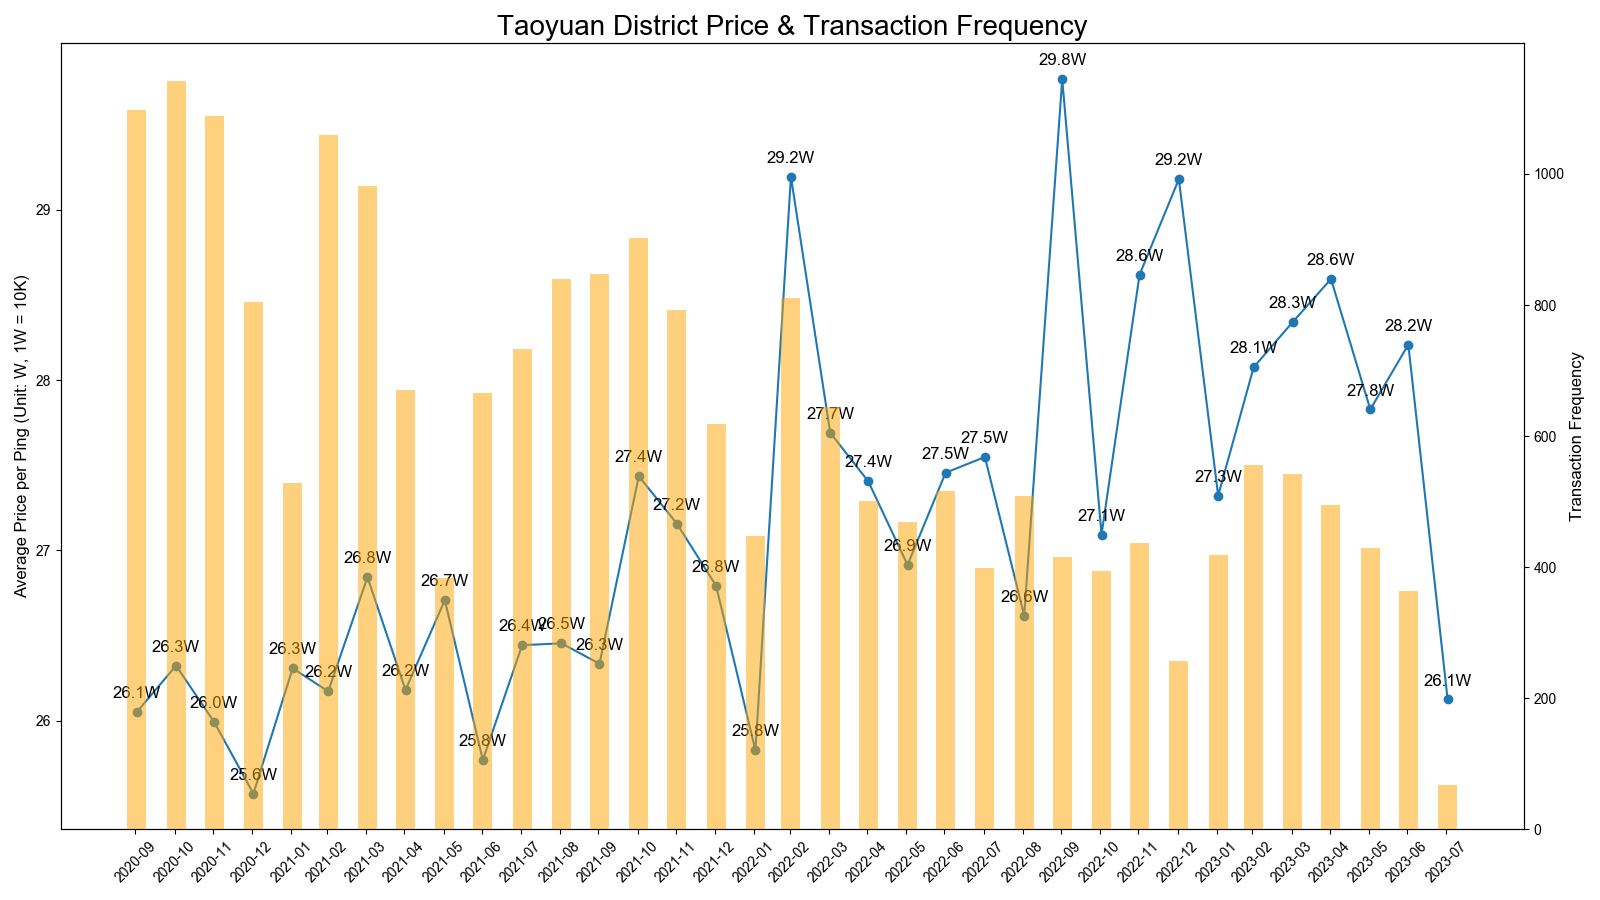 Taoyuan District Price & Transaction Frequency
Average Price per Ping (Unit: W, 1W = 10K)
29
28
27
26
26.1W
26.3W
26.0W
25.6W
26.3W
26.2W
26.8W
26.2W
26.7W
25.8W
26.4W
26.5W
26.3W
27.4W
27.2W
26.8W
25.8W
29.2W
27.7W
27.4W
26.9W
27.5W
27.5W
26.6W
29.8W
27.1W
28.6W
29.2W
27.3W
28.1W
28.3W
28.6W
27.8W
28.2W
26.1W
1000
800
600
400
200
0
Transaction Frequency
2020-09
2020-10
2020-11
2020-12
2021-01
2021-02
2021-03
2021-04
2021-05
2021-06
2021-07
2021-08
2021-09
2021-10
2021-11
2021-12
2022-01
2022-02
2022-03
2022-04
2022-05
2022-06
2022-07
2022-08
2022-09
2022-10
2022-11
2022-12
2023-01
2023-02
2023-03
2023-04
2023-05
2023-06
2023-07